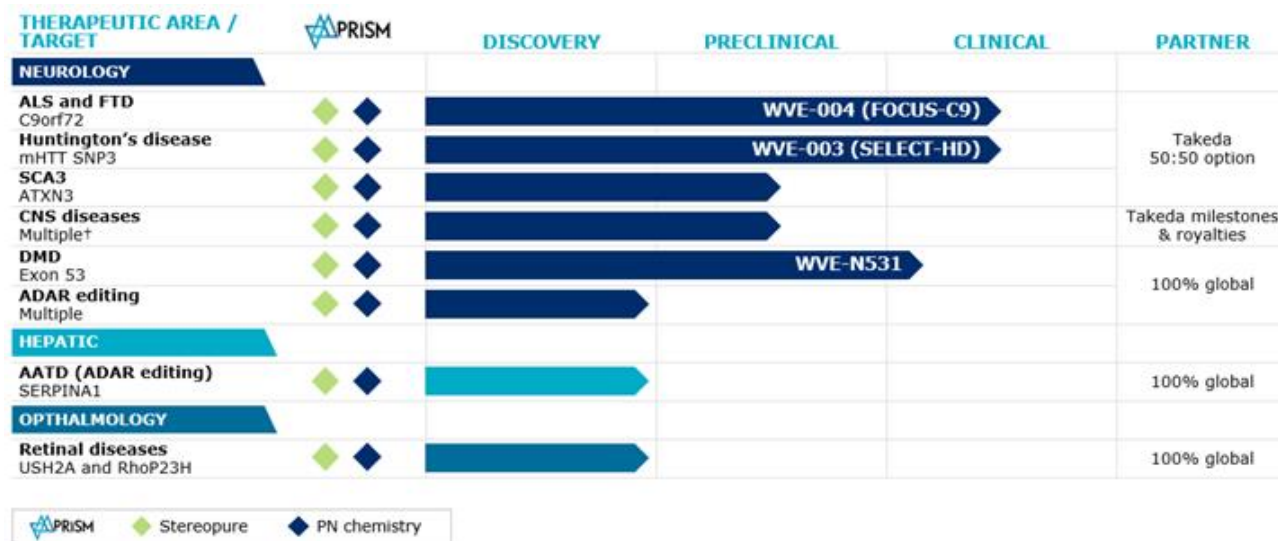 THERAPEUTIC AREA /
TARGET
PRISM
DISCOVERY
PRECLINICAL
CLINICAL
PARTNER
NEUROLOGY
ALS and FTD
C9orf72
WVE-004 (FOCUS-C9)
Huntington's disease
mHTT SNP3
WVE-003 (SELECT-HD)
Takeda
50:50 option
SCA3
ATXN3
CNS diseases
Multiple†
Takeda milestones
& royalties
DMD
Exon 53
WVE-N531
100% global
ADAR editing
Multiple
HEPATIC
AATD (ADAR editing)
SERPINA1
100% global
OPTHALMOLOGY
Retinal diseases
USH2A and RhoP23H
100% global
PRISM
Stereopure
PN chemistry